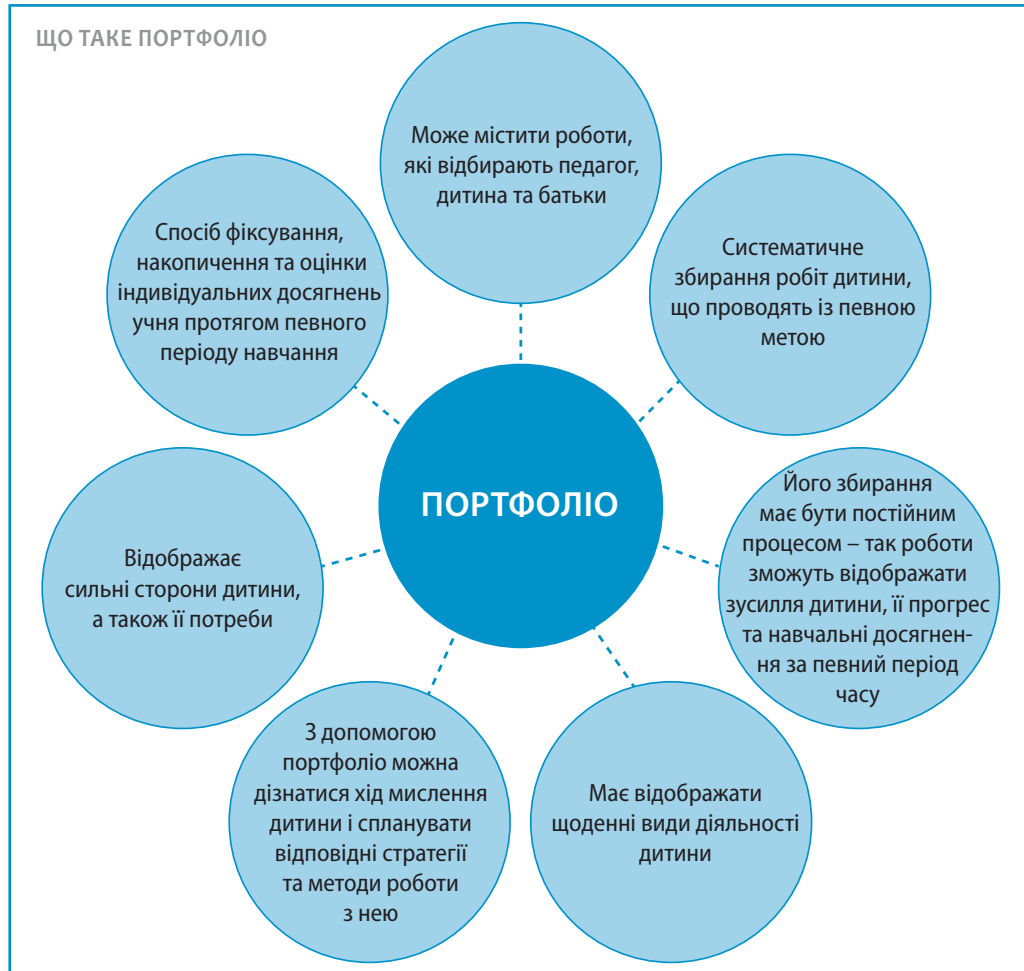 ЩО ТАКЕ ПОРТФОЛІО
Може містити роботи,
які відбирають педагог,
дитина та батьки
Систематичне
збирання робіт дитини,
що проводять із певною
метою
Його збирання
має бути постійним
процесом – так роботи
зможуть відображати
зусилля дитини, її прогрес
та навчальні досягнен-
ня за певний період
часу
Має відображати
щоденні види діяльності
дитини
З допомогою
портфоліо можна
дізнатися хід мислення
дитини і спланувати
відповідні стратегії
та методи роботи
з нею
Відображає
сильні сторони дитини,
а також її потреби
Спосіб фіксування,
накопичення та оцінки
індивідуальних досягнень
учня протягом певного
періоду навчання
ПОРТФОЛІО